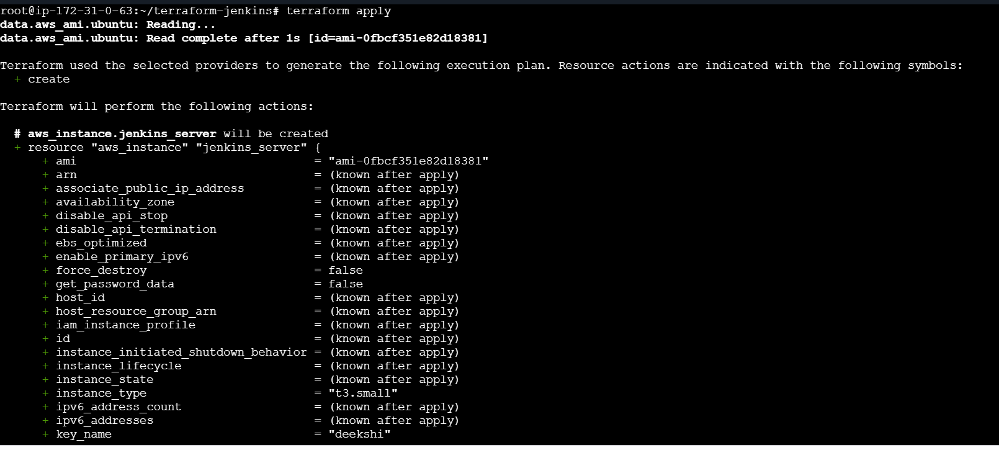 root@ip-172-31-0-63:~/terraform-jenkins# terraform apply
data.aws_ami.ubuntu: Reading...
data.aws_ami.ubuntu: Read complete after 1s [id=ami-0fbcf351e82d18381]
Terraform used the selected providers to generate the following execution plan. Resource actions are indicated with the following symbols:
  + create
Terraform will perform the following actions:
  # aws_instance.jenkins_server will be created
  + resource "aws_instance" "jenkins_server" {
      + ami                                  = "ami-0fbcf351e82d18381"
      + arn                                  = (known after apply)
      + associate_public_ip_address          = (known after apply)
      + availability_zone                    = (known after apply)
      + disable_api_stop                     = (known after apply)
      + disable_api_termination              = (known after apply)
      + ebs_optimized                        = (known after apply)
      + enable_primary_ipv6                  = (known after apply)
      + force_destroy                        = false
      + get_password_data                    = false
      + host_id                              = (known after apply)
      + host_resource_group_arn              = (known after apply)
      + iam_instance_profile                 = (known after apply)
      + id                                   = (known after apply)
      + instance_initiated_shutdown_behavior = (known after apply)
      + instance_lifecycle                   = (known after apply)
      + instance_state                       = (known after apply)
      + instance_type                        = "t3.small"
      + ipv6_address_count                   = (known after apply)
      + ipv6_addresses                       = (known after apply)
      + key_name                             = "deekshi"